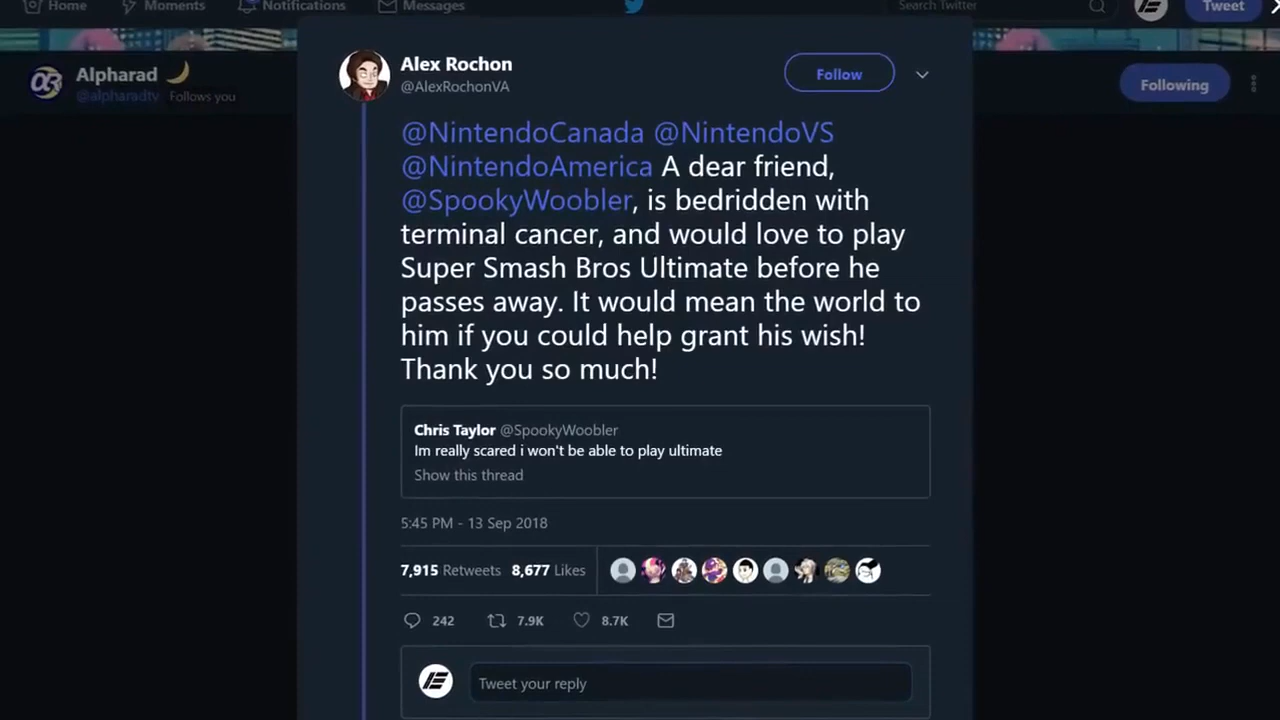 Home Moments Notifications Messages Search Twitter Tweet
Alpharad
@alpharadtv Follows you
Following
Alex Rochon
@AlexRochonVA
Follow
@NintendoCanada @NintendoVS
@NintendoAmerica A dear friend,
@SpookyWoobler, is bedridden with
terminal cancer, and would love to play
Super Smash Bros Ultimate before he
passes away. It would mean the world to
him if you could help grant his wish!
Thank you so much!
Chris Taylor @SpookyWoobler
Im really scared i won't be able to play ultimate
Show this thread
5:45 PM - 13 Sep 2018
7,915 Retweets 8,677 Likes
242 7.9K 8.7K
Tweet your reply